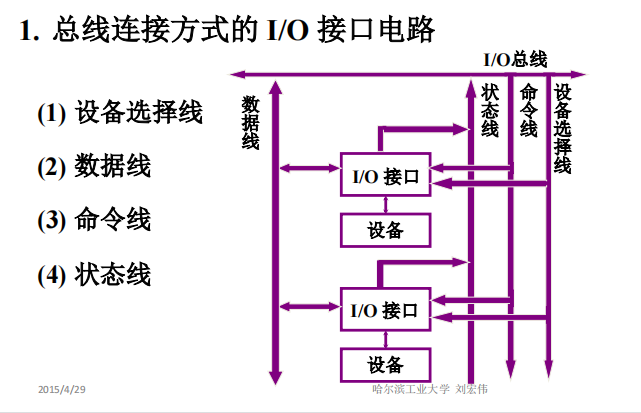 1. 总线连接方式的 I/O 接口电路
I/O总线
(1) 设备选择线
(2) 数据线
(3) 命令线
(4) 状态线
数据线
状态线
命令线
设备选择线
I/O 接口
设备
I/O 接口
设备
2015/4/29
哈尔滨工业大学 刘宏伟